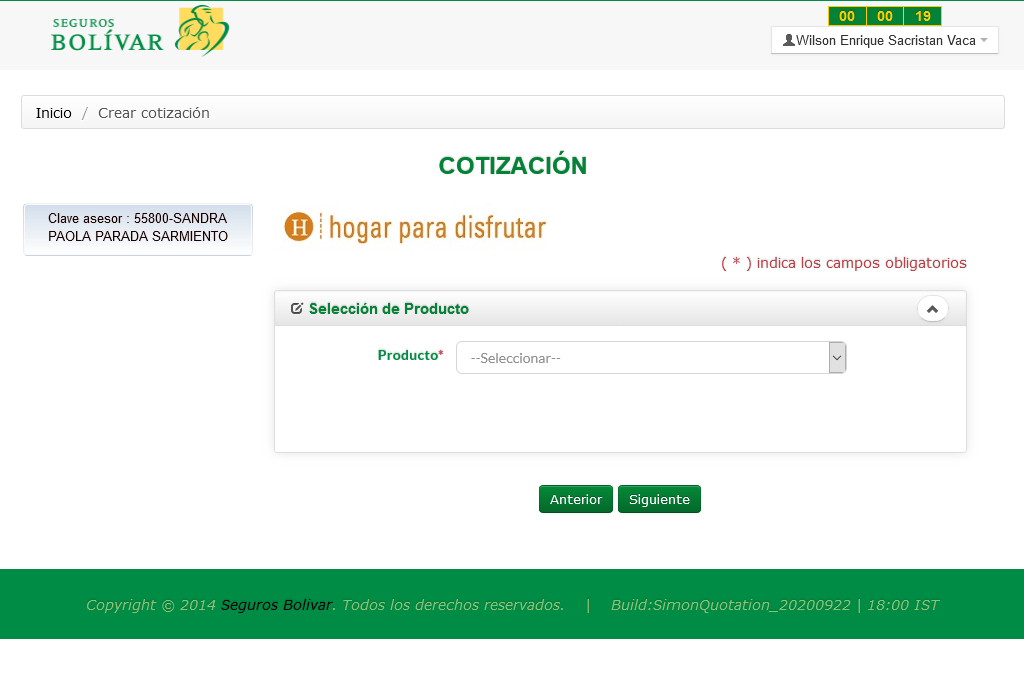 SEGUROS
BOLÍVAR
00 00 19
Wilson Enrique Sacristan Vaca
Inicio / Crear cotización
COTIZACIÓN
Clave asesor : 55800-SANDRA
PAOLA PARADA SARMIENTO
H hogar para disfrutar
( * ) indica los campos obligatorios
Selección de Producto
Producto* --Seleccionar--
Anterior Siguiente
Copyright © 2014 Seguros Bolivar. Todos los derechos reservados. | Build:SimonQuotation_20200922 | 18:00 IST